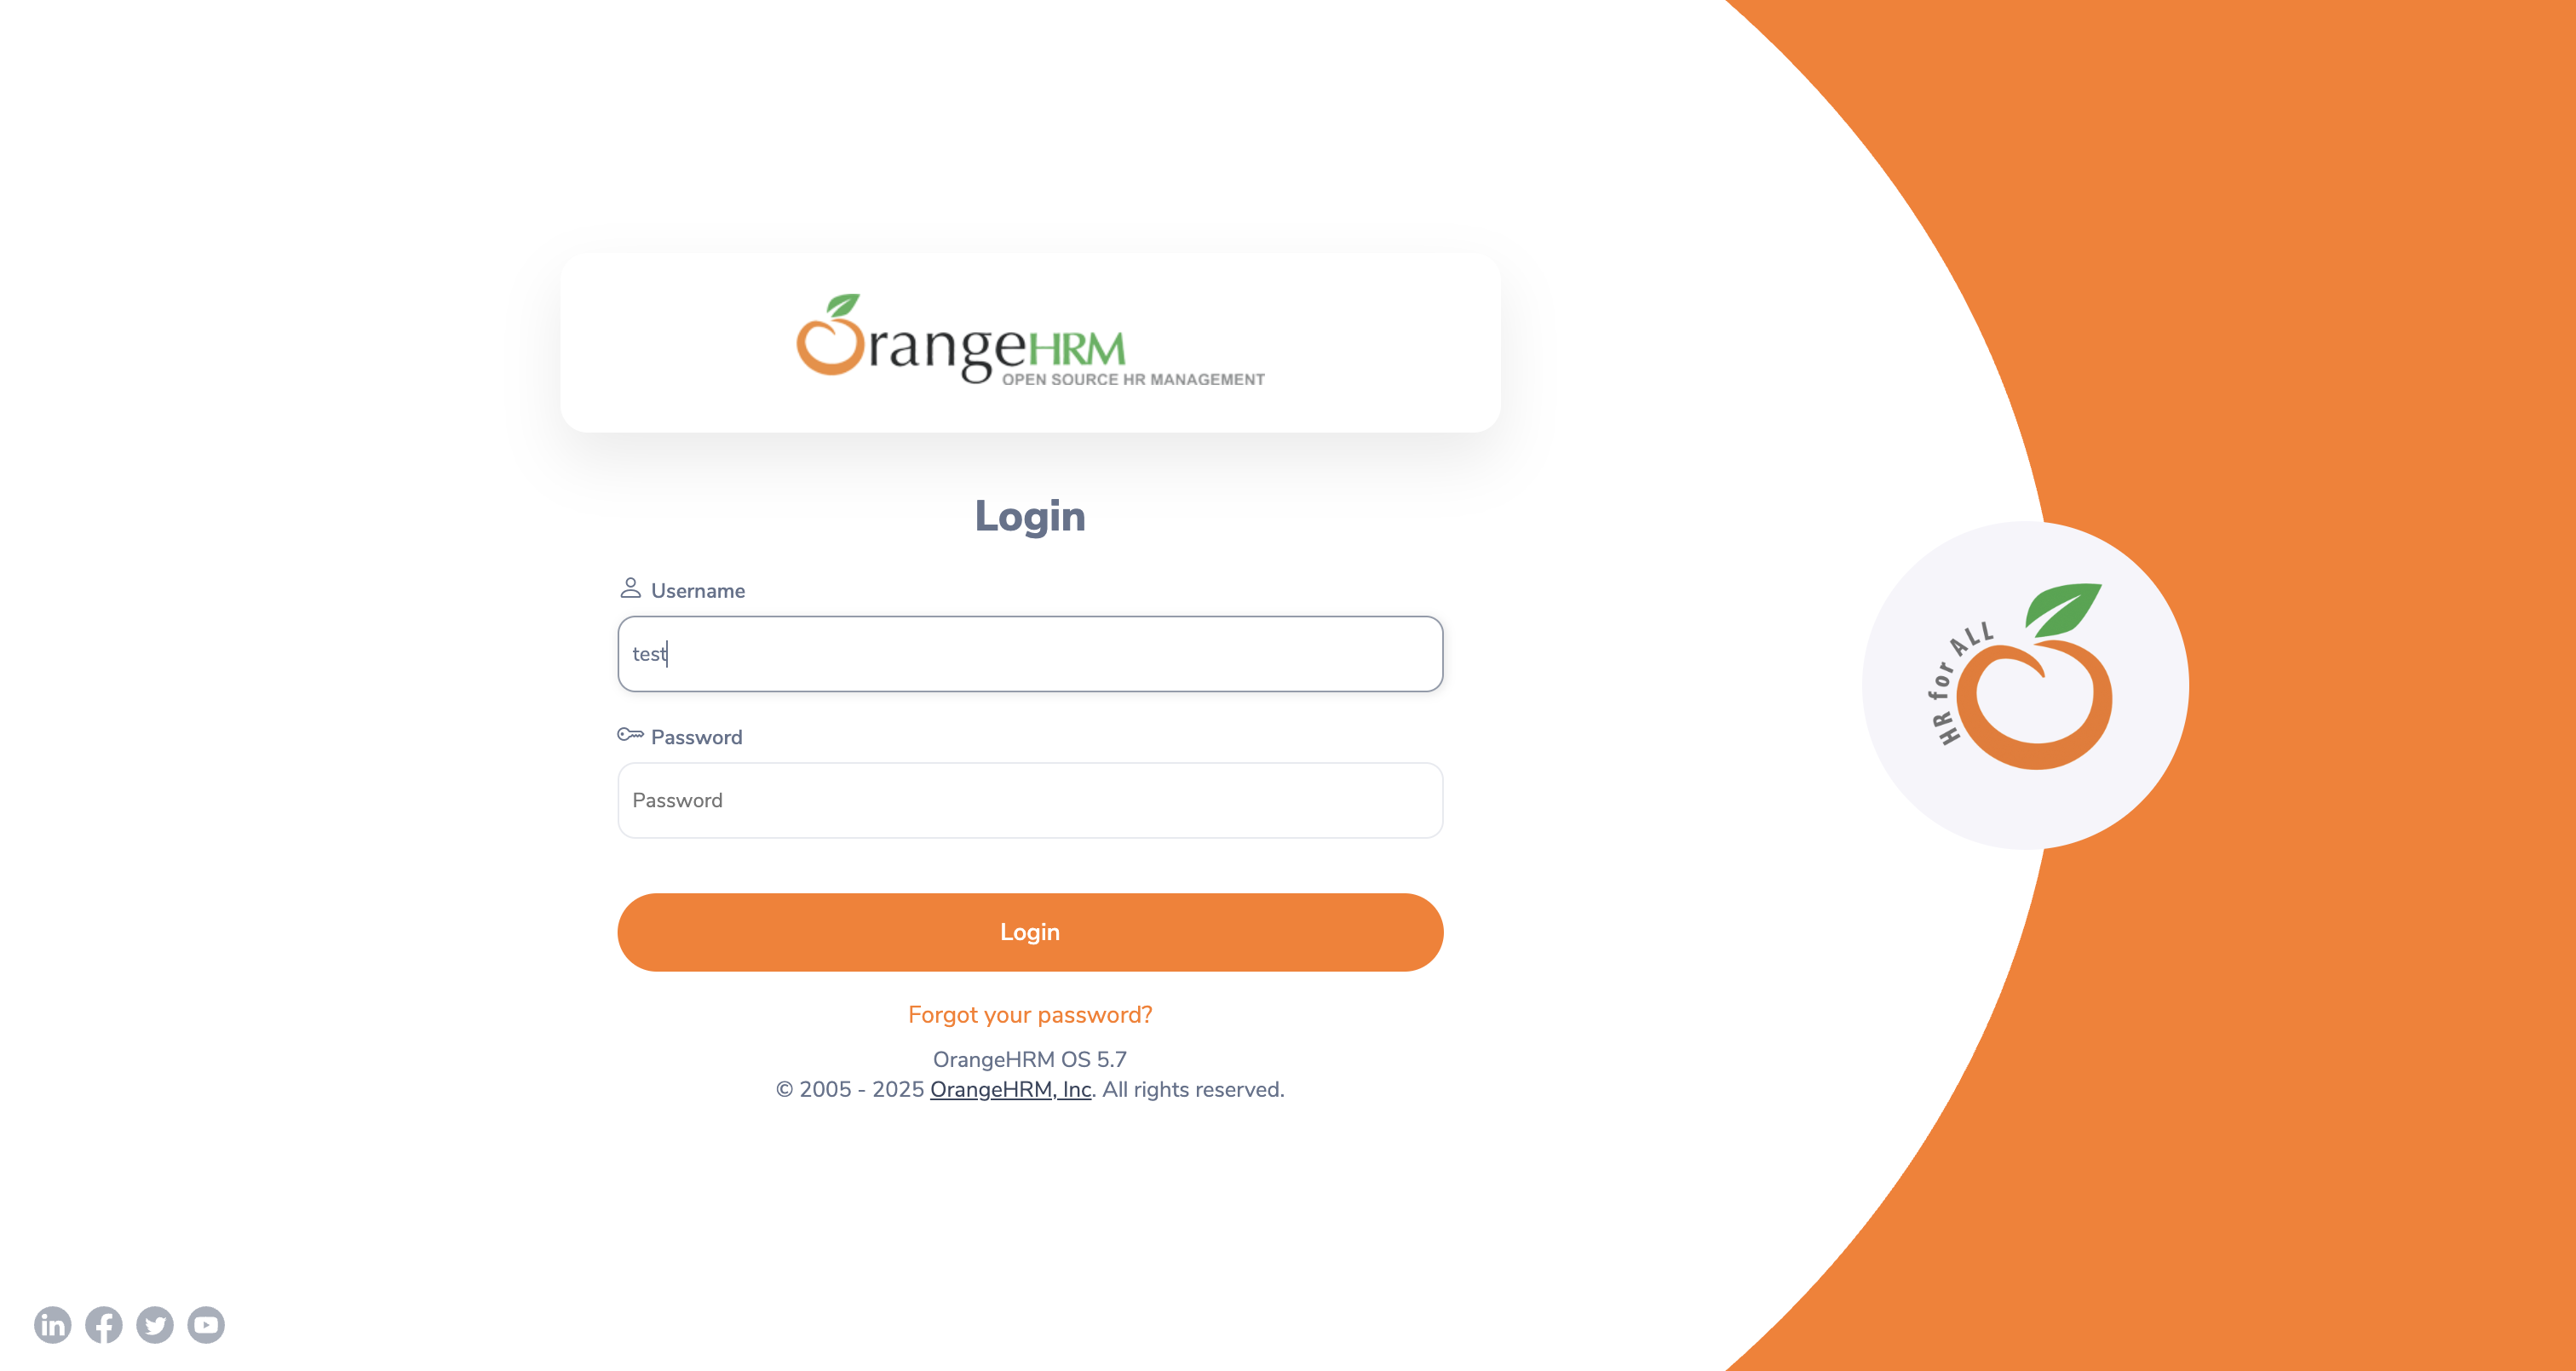 OrangeHRM
OPEN SOURCE HR MANAGEMENT
Login
Username
test
Password
Password
Login
Forgot your password?
OrangeHRM OS 5.7
© 2005 - 2025 OrangeHRM, Inc. All rights reserved.
HR for ALL
in